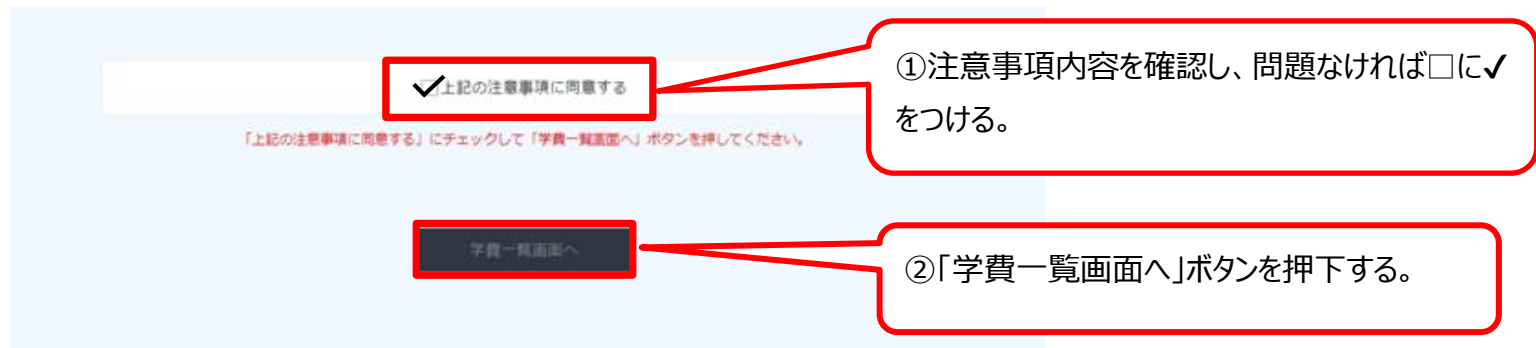 ✓上記の注意事項に同意する
「上記の注意事項に同意する」にチェックして「学費一覧画面へ」ボタンを押してください。
学費一覧画面へ
①注意事項内容を確認し、問題なければ□に✓
をつける。
②「学費一覧画面へ」ボタンを押下する。